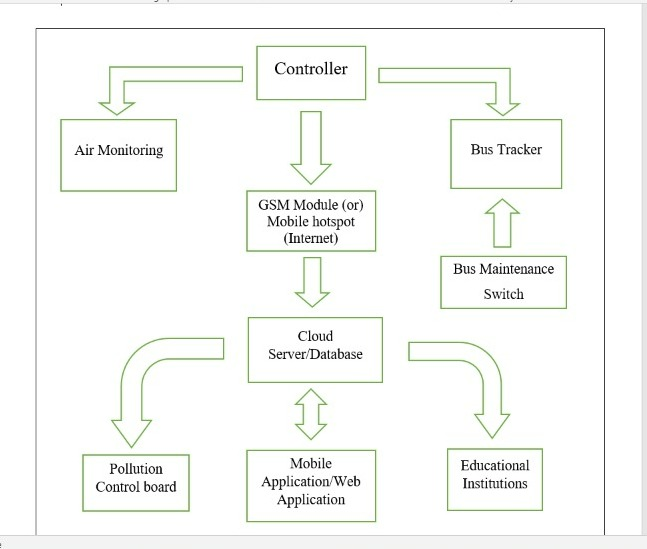 Controller
Air Monitoring
Bus Tracker
GSM Module (or)
Mobile hotspot
(Internet)
Bus Maintenance
Switch
Cloud
Server/Database
Pollution
Control board
Mobile
Application/Web
Application
Educational
Institutions